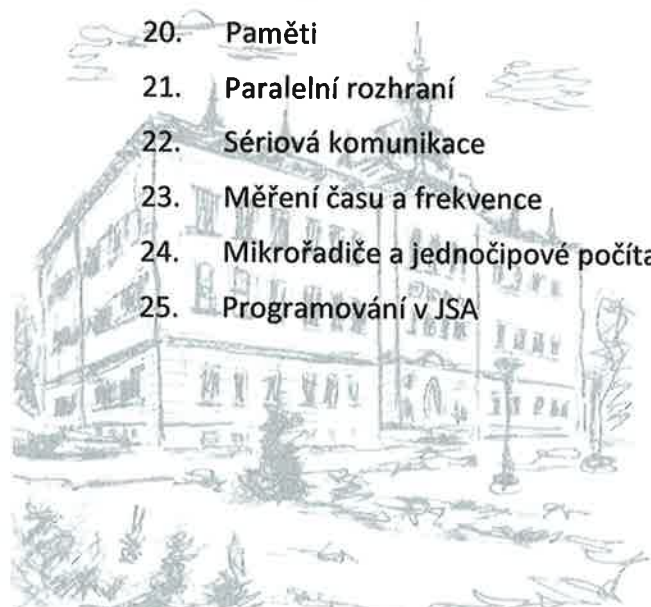 20. Paměti
21. Paralelní rozhraní
22. Sériová komunikace
23. Měření času a frekvence
24. Mikrořadiče a jednočipové počíta
25. Programování v JSA